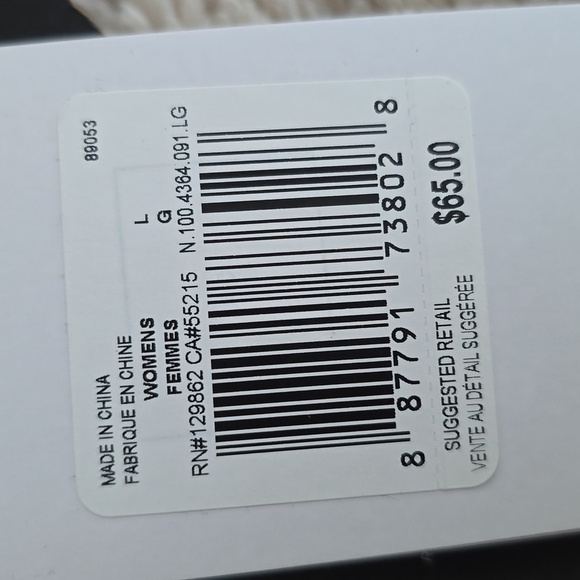 MADE IN CHINA 89053
FABRIQUE EN CHINE
WOMENS L
FEMMES G
RN#129862 CA#55215 N.100.4364.091.LG
8 87791 73802 8
SUGGESTED RETAIL $65.00
VENTE AU DÉTAIL SUGGÉRÉE